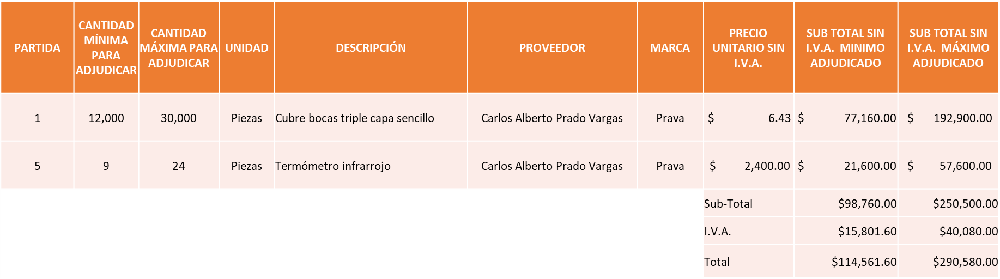 PARTIDA CANTIDAD MÍNIMA PARA ADJUDICAR CANTIDAD MÁXIMA PARA ADJUDICAR UNIDAD DESCRIPCIÓN PROVEEDOR MARCA PRECIO UNITARIO SIN I.V.A. SUB TOTAL SIN I.V.A. MINIMO ADJUDICADO SUB TOTAL SIN I.V.A. MÁXIMO ADJUDICADO
1 12,000 30,000 Piezas Cubre bocas triple capa sencillo Carlos Alberto Prado Vargas Prava $ 6.43 $ 77,160.00 $ 192,900.00
5 9 24 Piezas Termómetro infrarrojo Carlos Alberto Prado Vargas Prava $ 2,400.00 $ 21,600.00 $ 57,600.00
Sub-Total $98,760.00 $250,500.00
I.V.A. $15,801.60 $40,080.00
Total $114,561.60 $290,580.00